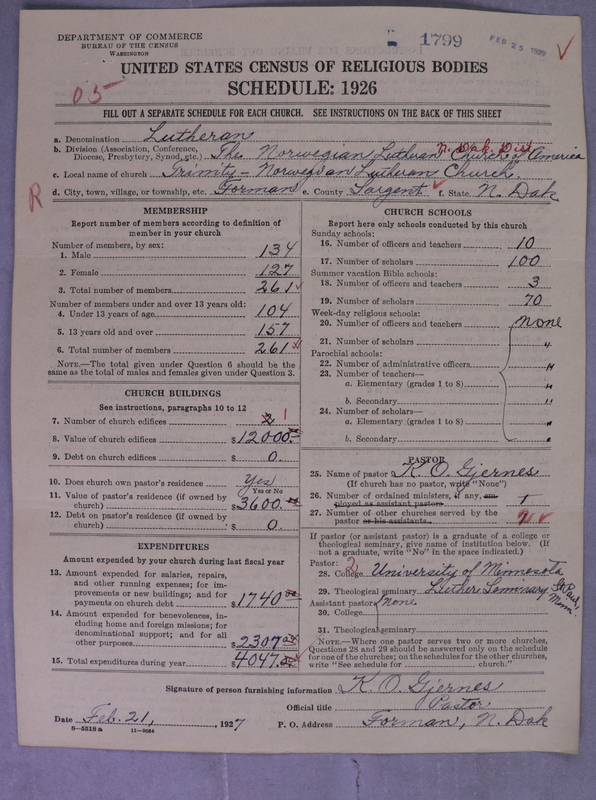 DEPARTMENT OF COMMERCE
BUREAU OF THE CENSUS
WASHINGTON
1799
FEB 25
UNITED STATES CENSUS OF RELIGIOUS BODIES
SCHEDULE: 1926
05
FILL OUT A SEPARATE SCHEDULE FOR EACH CHURCH. SEE INSTRUCTIONS ON THE BACK OF THIS SHEET
a. Denomination Lutheran
N. Dak. Dist.
b. Division (Association, Conference, Diocese, Presbytery, Synod, etc.) The Norwegian Lutheran Church of America
c. Local name of church Trinity - Norwegian Lutheran Church.
d. City, town, village, or township, etc. Forman e. County Sargent f. State N. Dak
R
MEMBERSHIP
Report number of members according to definition of
member in your church
Number of members, by sex:
1. Male 134
2. Female 127
3. Total number of members 261
Number of members under and over 13 years old:
4. Under 13 years of age 104
5. 13 years old and over 157
6. Total number of members 261
NOTE.—The total given under Question 6 should be
same as the total of males and females given under Question 3.
CHURCH BUILDINGS
See instructions, paragraphs 10 to 12
7. Number of church edifices 2 1
8. Value of church edifices $12000.
9. Debt on church edifices $ 0.
10. Does church own pastor's residence Yes
Yes or No
11. Value of pastor's residence (if owned by
church) $3600.
12. Debt on pastor's residence (if owned by
church) $ 0.
EXPENDITURES
Amount expended by your church during last fiscal year
13. Amount expended for salaries, repairs,
and other running expenses; for im-
provements or new buildings; and for
payments on church debt $1740
14. Amount expended for benevolences, in-
cluding home and foreign missions; for
denominational support; and for all
other purposes $2307.
15. Total expenditures during year $4047.
CHURCH SCHOOLS
Report here only schools conducted by this church
Sunday schools:
16. Number of officers and teachers 10
17. Number of scholars 100
Summer vacation Bible schools:
18. Number of officers and teachers 3
19. Number of scholars 70
Week-day religious schools:
20. Number of officers and teachers none
21. Number of scholars "
Parochial schools:
22. Number of administrative officers "
23. Number of teachers—
a. Elementary (grades 1 to 8) "
b. Secondary "
24. Number of scholars—
a. Elementary (grades 1 to 8) "
b. Secondary "
PASTOR
25. Name of pastor K. O. Gjernes
(If church has no pastor, write "None")
26. Number of ordained ministers, if any, em-
ployed as assistant pastors 1
27. Number of other churches served by the
pastor or his assistants
If pastor (or assistant pastor) is a graduate of a college or
theological seminary, give name of institution below. (If
not a graduate, write "No" in the space indicated.)
Pastor: 2
28. College University of Minnesota
29. Theological seminary Luther Seminary St. Paul, Minn.
Assistant pastor: none
30. College
31. Theological seminary
NOTE.—Where one pastor serves two or more churches,
Questions 28 and 29 should be answered only on the schedule
for one of the churches; on the schedules for the other churches,
write "See schedule for church."
Signature of person furnishing information K. O. Gjernes
Official title Pastor
Date Feb. 21, , 1927 P. O. Address Forman, N. Dak
8—5518 a 11—9084